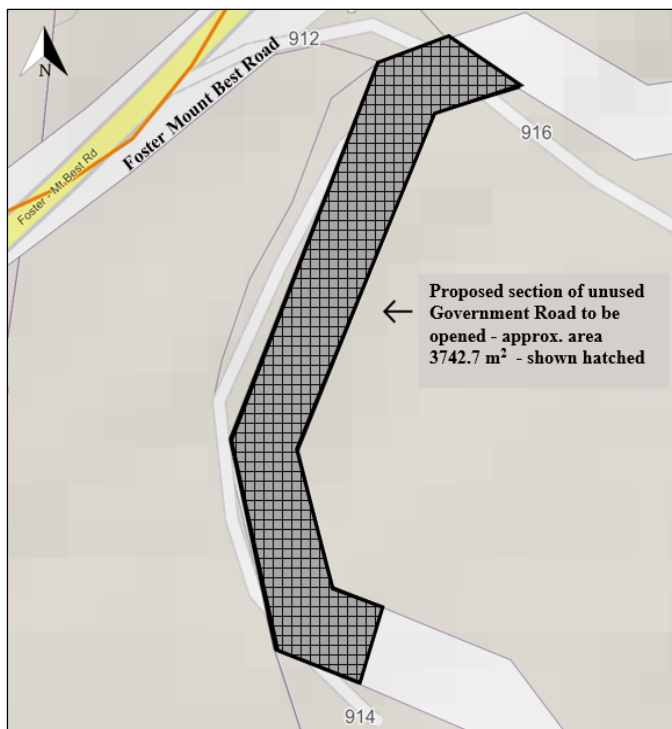 912
N
Foster Mount Best Road
Foster - Mt.Best Rd
916
Proposed section of unused
Government Road to be
opened - approx. area
3742.7 m² - shown hatched
914